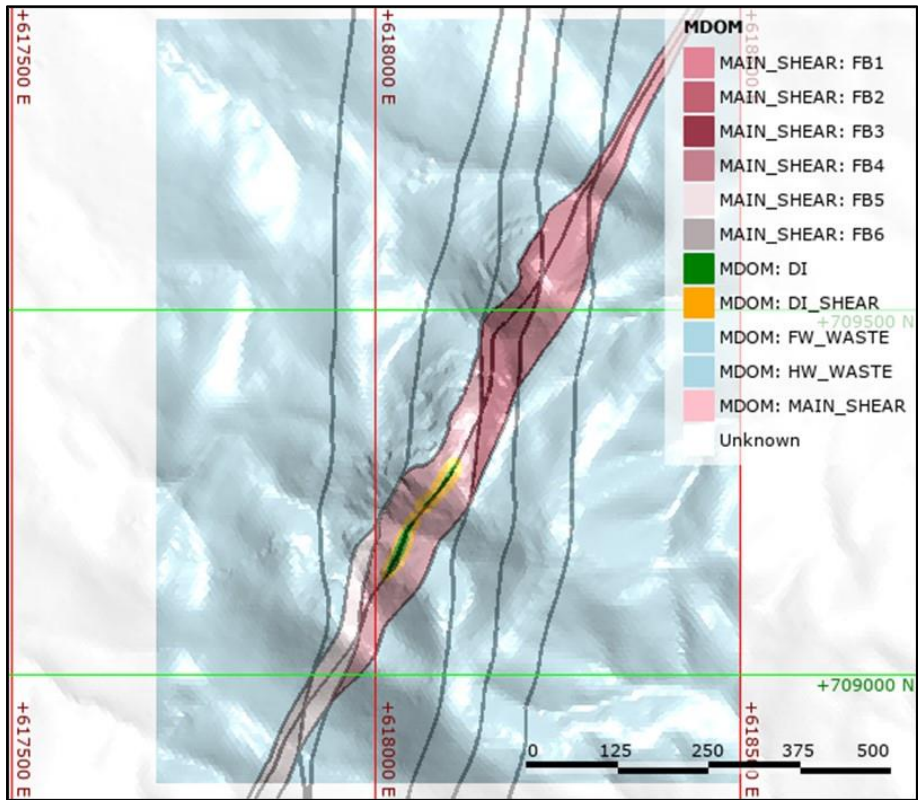 +617500 E
+618000 E
+618500 E
MDOM
MAIN_SHEAR: FB1
MAIN_SHEAR: FB2
MAIN_SHEAR: FB3
MAIN_SHEAR: FB4
MAIN_SHEAR: FB5
MAIN_SHEAR: FB6
MDOM: DI
MDOM: DI_SHEAR
+709500 N
MDOM: FW_WASTE
MDOM: HW_WASTE
MDOM: MAIN_SHEAR
Unknown
+709000 N
+617500 E
+618000 E
+618500 E
0 125 250 375 500